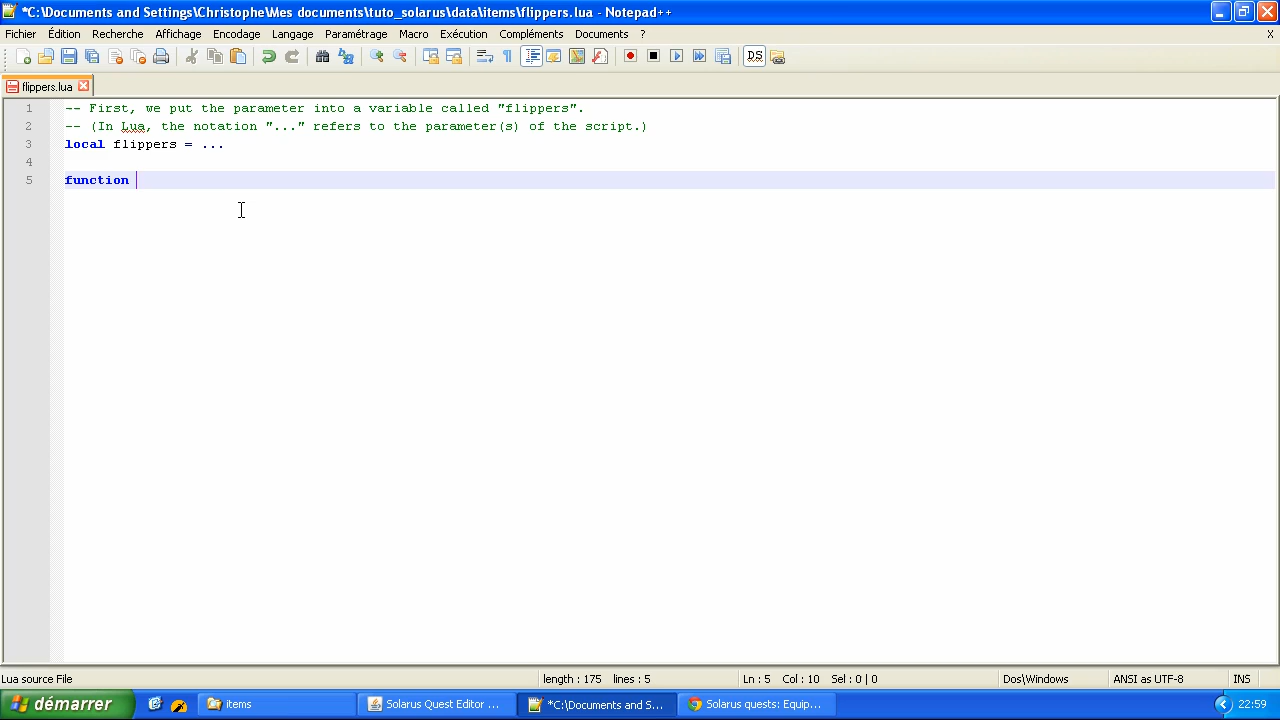 *C:\Documents and Settings\Christophe\Mes documents\tuto_solarus\data\items\flippers.lua - Notepad++
Fichier Édition Recherche Affichage Encodage Langage Paramétrage Macro Exécution Compléments Documents ? X
flippers.lua
1 -- First, we put the parameter into a variable called "flippers".
2 -- (In Lua, the notation "..." refers to the parameter(s) of the script.)
3 local flippers = ...
4
5 function
Lua source File length : 175 lines : 5 Ln : 5 Col : 10 Sel : 0 | 0 Dos\Windows ANSI as UTF-8 INS
démarrer items Solarus Quest Editor ... *C:\Documents and S... Solarus quests: Equip... 22:59